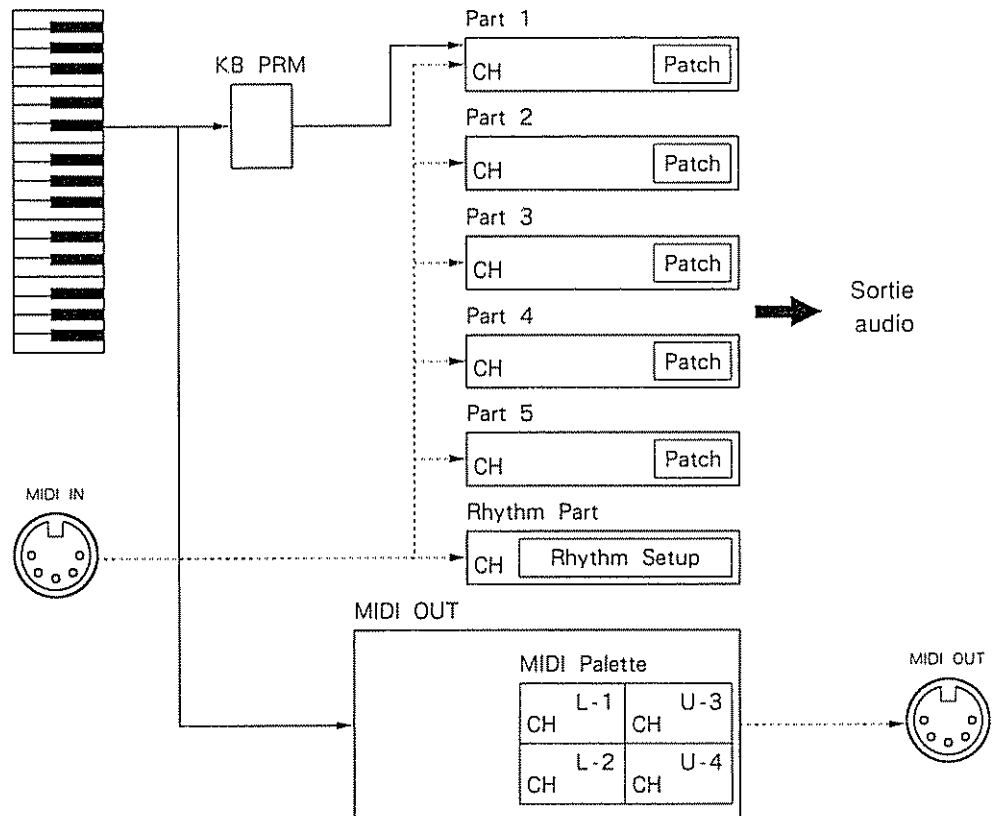 Part 1
KB PRM
CH Patch
Part 2
CH Patch
Part 3
CH Patch
Sortie
audio
Part 4
CH Patch
Part 5
CH Patch
MIDI IN
Rhythm Part
CH Rhythm Setup
MIDI OUT
MIDI Palette
MIDI OUT
L-1 U-3
CH CH
L-2 U-4
CH CH